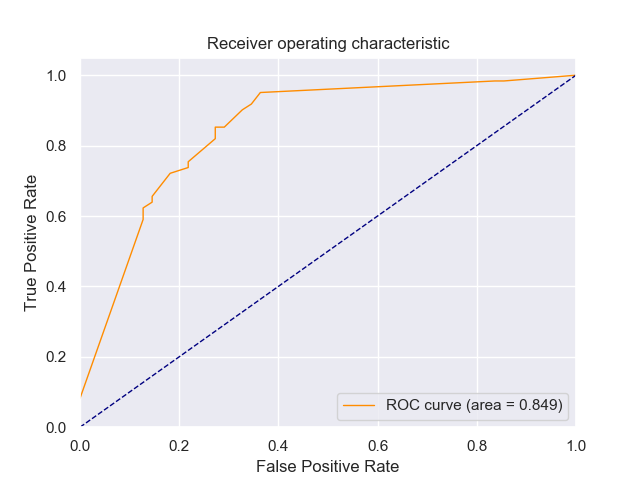 Receiver operating characteristic
True Positive Rate
1.0
0.8
0.6
0.4
0.2
0.0
ROC curve (area = 0.849)
0.0 0.2 0.4 0.6 0.8 1.0
False Positive Rate